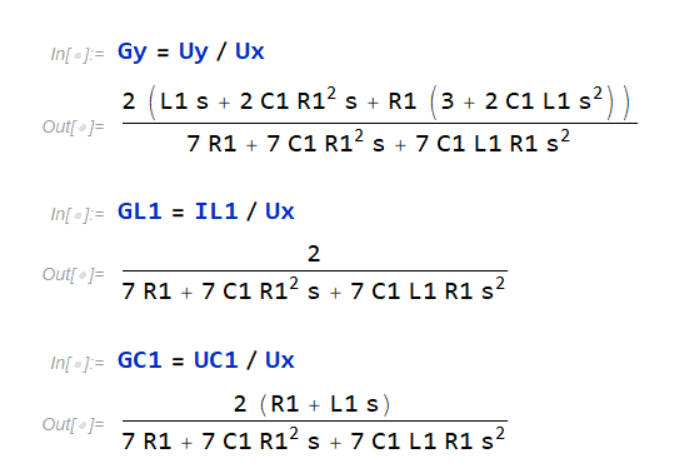 In[ ]:= Gy = Uy / Ux
2 (L1 s + 2 C1 R1² s + R1 (3 + 2 C1 L1 s²))
Out[ ]=
7 R1 + 7 C1 R1² s + 7 C1 L1 R1 s²
In[ ]:= GL1 = IL1 / Ux
2
Out[ ]=
7 R1 + 7 C1 R1² s + 7 C1 L1 R1 s²
In[ ]:= GC1 = UC1 / Ux
2 (R1 + L1 s)
Out[ ]=
7 R1 + 7 C1 R1² s + 7 C1 L1 R1 s²